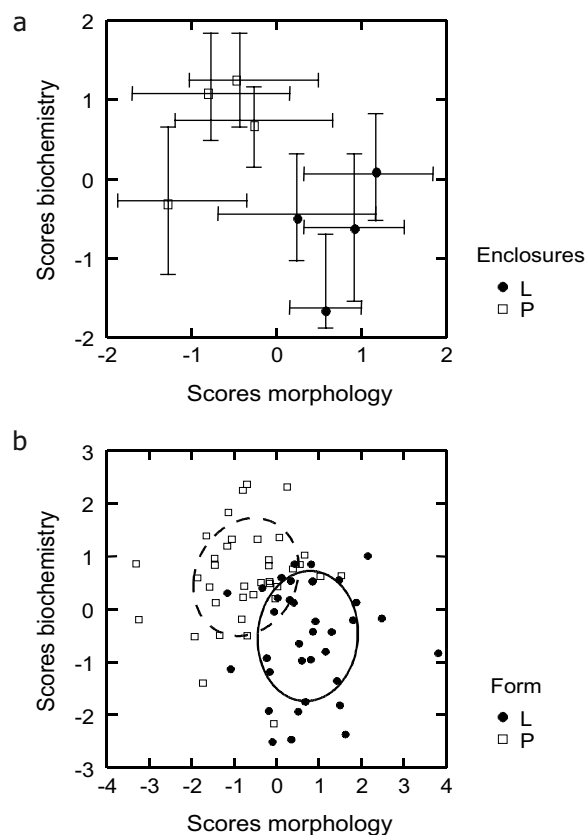 a
2
1
0
-1
-2
Scores biochemistry
-2 -1 0 1 2
Scores morphology
Enclosures
L
P
b
3
2
1
0
-1
-2
-3
Scores biochemistry
-4 -3 -2 -1 0 1 2 3 4
Scores morphology
Form
L
P